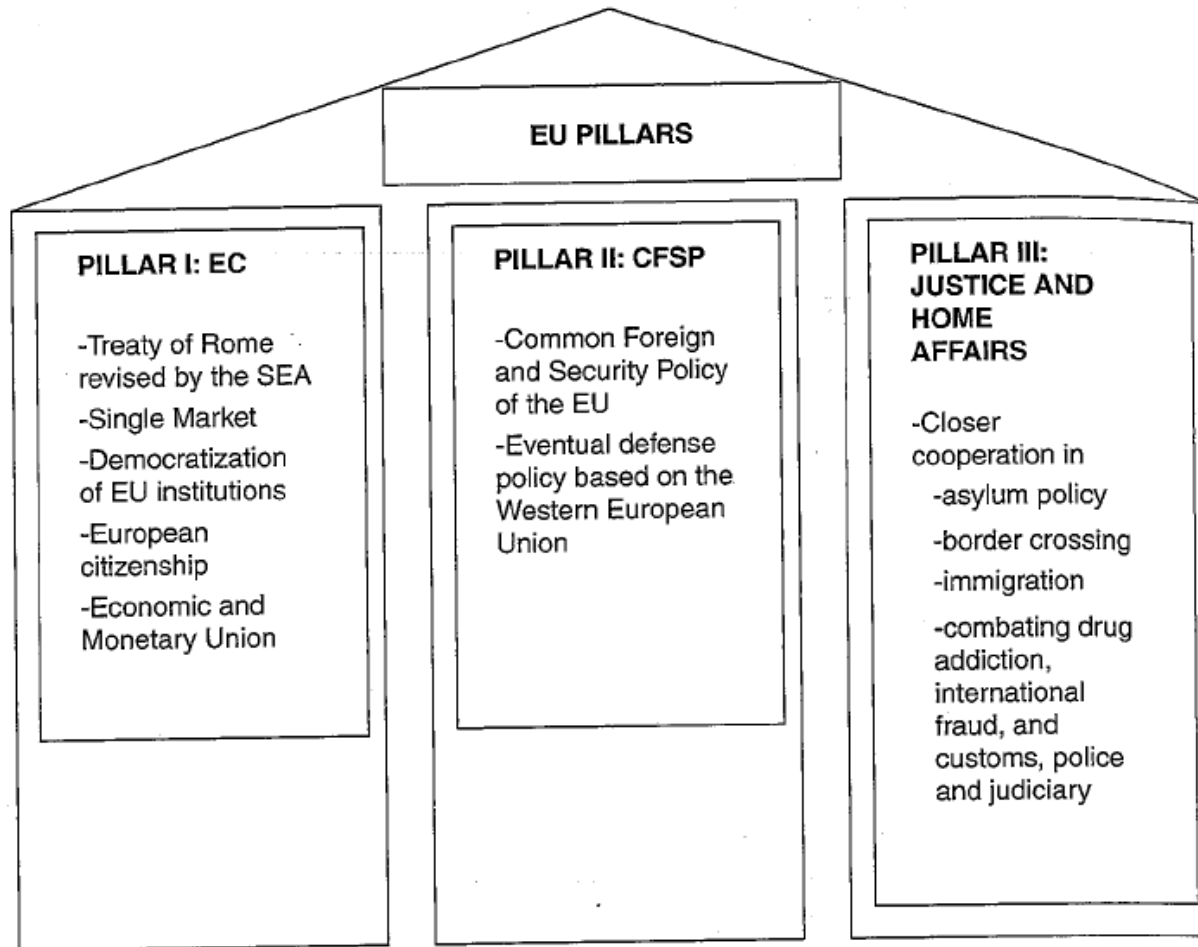 EU PILLARS
PILLAR I: EC
-Treaty of Rome
revised by the SEA
-Single Market
-Democratization
of EU institutions
-European
citizenship
-Economic and
Monetary Union
PILLAR II: CFSP
-Common Foreign
and Security Policy
of the EU
-Eventual defense
policy based on the
Western European
Union
PILLAR III:
JUSTICE AND
HOME
AFFAIRS
-Closer
cooperation in
-asylum policy
-border crossing
-immigration
-combating drug
addiction,
international
fraud, and
customs, police
and judiciary